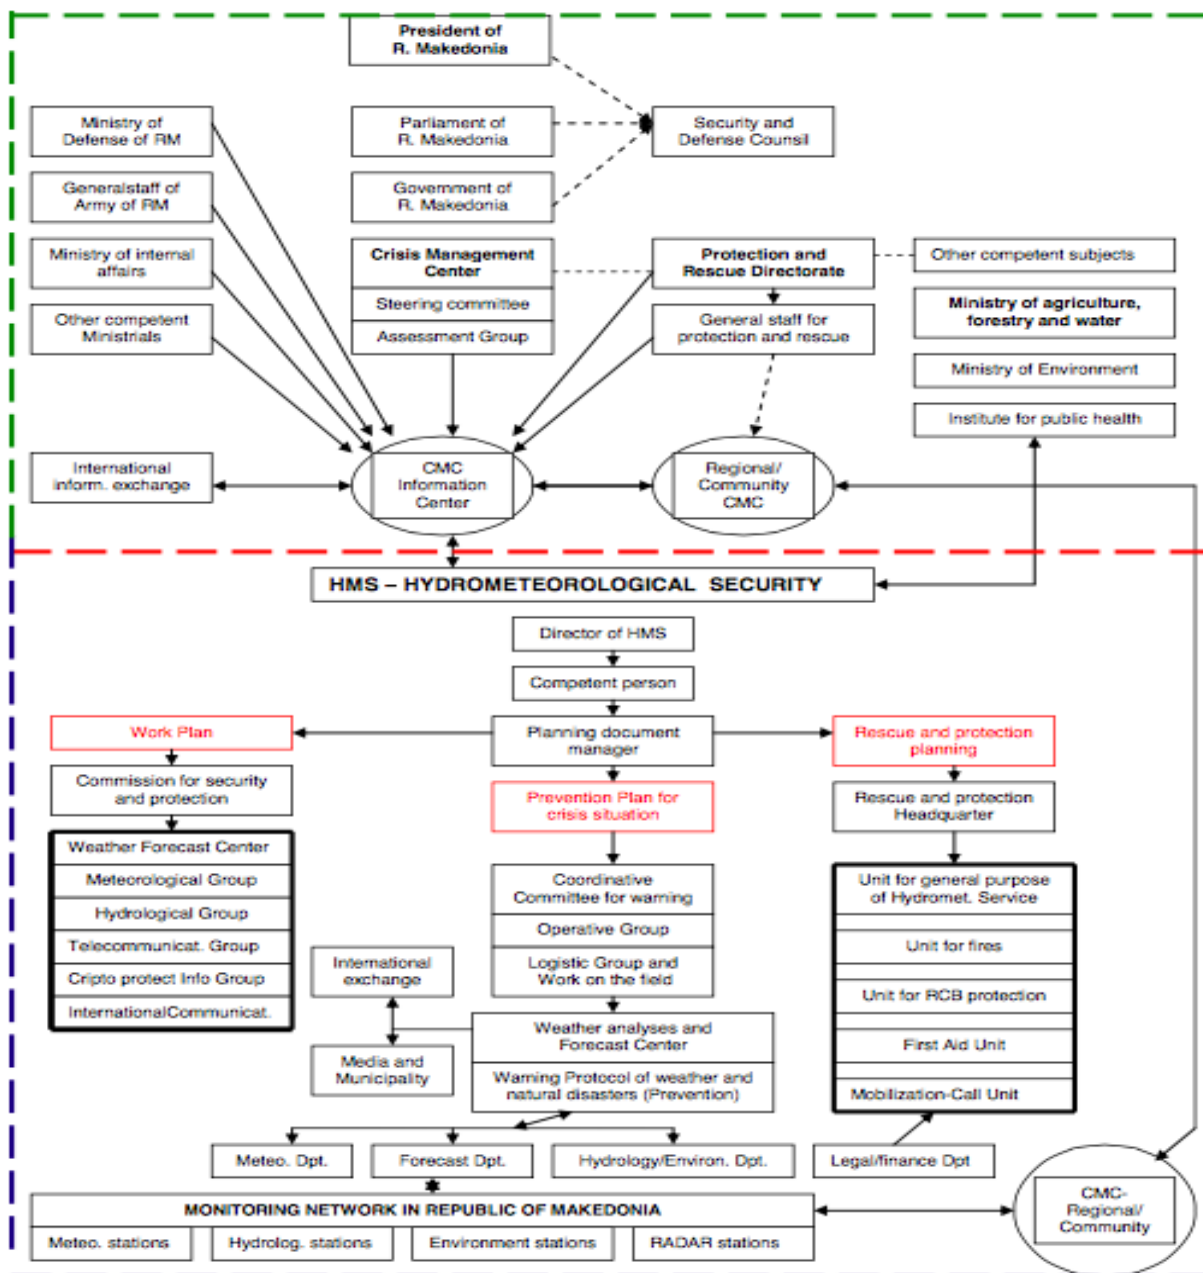 President of
R. Makedonia
Ministry of
Defense of RM
Parliament of
R. Makedonia
Security and
Defense Counsil
Generalstaff of
Army of RM
Government of
R. Makedonia
Ministry of internal
affairs
Crisis Management
Center
Protection and
Rescue Directorate
Other competent subjects
Steering committee
Ministry of agriculture,
forestry and water
Other competent
Ministrials
Assessment Group
General staff for
protection and rescue
Ministry of Environment
Institute for public health
International
inform. exchange
CMC
Information
Center
Regional/
Community
CMC
HMS – HYDROMETEOROLOGICAL SECURITY
Director of HMS
Competent person
Work Plan
Planning document
manager
Rescue and protection
planning
Commission for security
and protection
Prevention Plan for
crisis situation
Rescue and protection
Headquarter
Weather Forecast Center
Meteorological Group
Hydrological Group
Telecommunicat. Group
Cripto protect Info Group
InternationalCommunicat.
Coordinative
Committee for warning
Operative Group
Logistic Group and
Work on the field
Unit for general purpose
of Hydromet. Service
Unit for fires
Unit for RCB protection
First Aid Unit
Mobilization-Call Unit
International
exchange
Media and
Municipality
Weather analyses and
Forecast Center
Warning Protocol of weather and
natural disasters (Prevention)
Meteo. Dpt.
Forecast Dpt.
Hydrology/Environ. Dpt.
Legal/finance Dpt
MONITORING NETWORK IN REPUBLIC OF MAKEDONIA
Meteo. stations
Hydrolog. stations
Environment stations
RADAR stations
CMC-
Regional/
Community